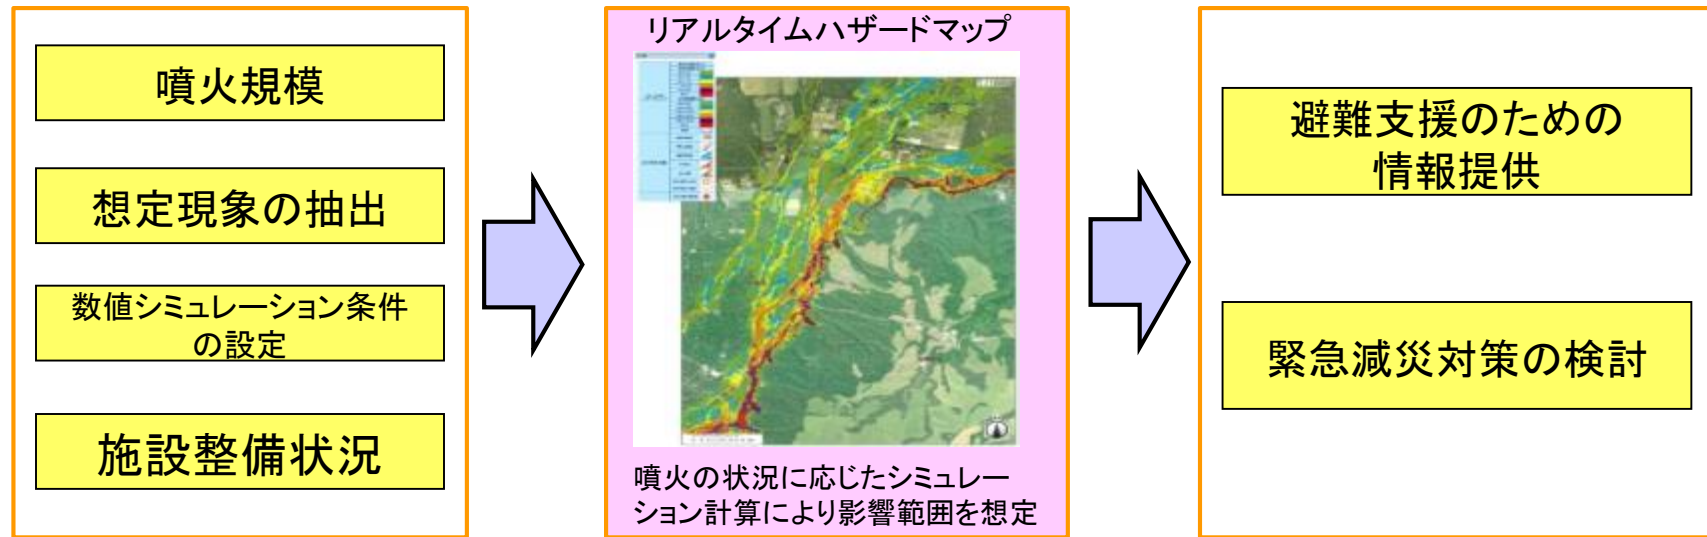 噴火規模
想定現象の抽出
数値シミュレーション条件
の設定
施設整備状況
リアルタイムハザードマップ
噴火の状況に応じたシミュレー
ション計算により影響範囲を想定
避難支援のための
情報提供
緊急減災対策の検討